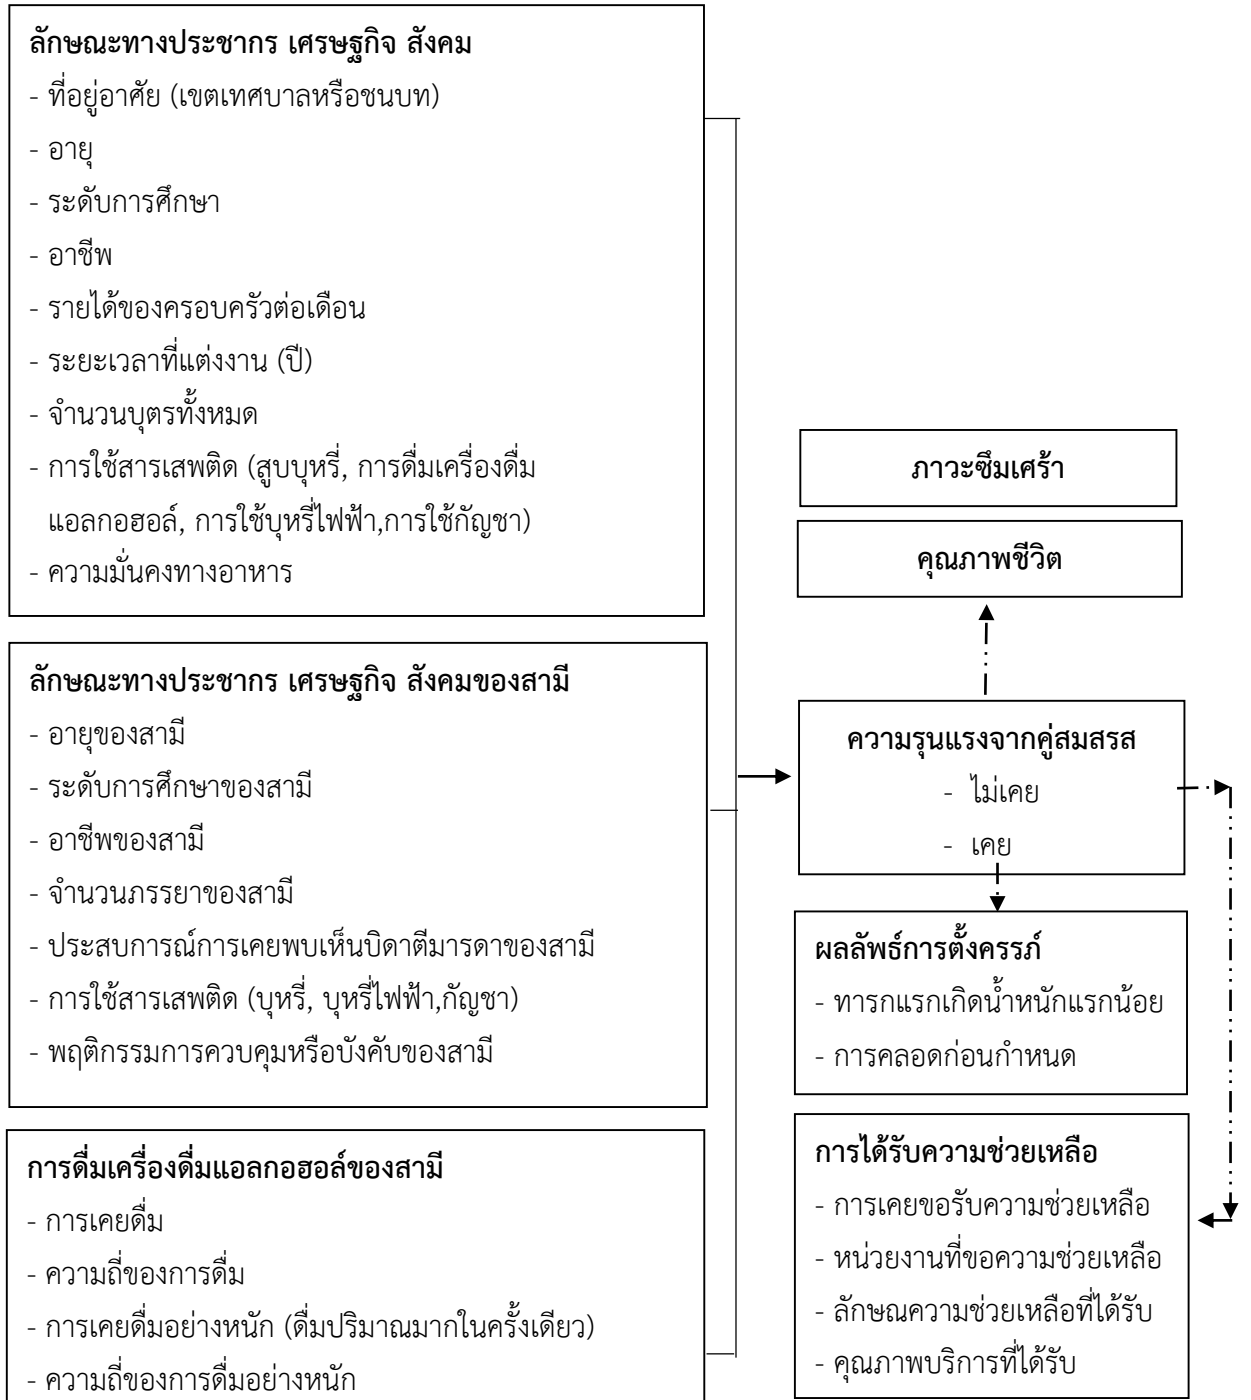 ลักษณะทางประชากร เศรษฐกิจ สังคม
- ที่อยู่อาศัย (เขตเทศบาลหรือชนบท)
- อายุ
- ระดับการศึกษา
- อาชีพ
- รายได้ของครอบครัวต่อเดือน
- ระยะเวลาที่แต่งงาน (ปี)
- จำนวนบุตรทั้งหมด
- การใช้สารเสพติด (สูบบุหรี่, การดื่มเครื่องดื่ม
แอลกอฮอล์, การใช้บุหรี่ไฟฟ้า,การใช้กัญชา)
- ความมั่นคงทางอาหาร
ลักษณะทางประชากร เศรษฐกิจ สังคมของสามี
- อายุของสามี
- ระดับการศึกษาของสามี
- อาชีพของสามี
- จำนวนภรรยาของสามี
- ประสบการณ์การเคยพบเห็นบิดาตีมารดาของสามี
- การใช้สารเสพติด (บุหรี่, บุหรี่ไฟฟ้า,กัญชา)
- พฤติกรรมการควบคุมหรือบังคับของสามี
การดื่มเครื่องดื่มแอลกอฮอล์ของสามี
- การเคยดื่ม
- ความถี่ของการดื่ม
- การเคยดื่มอย่างหนัก (ดื่มปริมาณมากในครั้งเดียว)
- ความถี่ของการดื่มอย่างหนัก
ภาวะซึมเศร้า
คุณภาพชีวิต
ความรุนแรงจากคู่สมสรส
- ไม่เคย
- เคย
ผลลัพธ์การตั้งครรภ์
- ทารกแรกเกิดน้ำหนักแรกน้อย
- การคลอดก่อนกำหนด
การได้รับความช่วยเหลือ
- การเคยขอรับความช่วยเหลือ
- หน่วยงานที่ขอความช่วยเหลือ
- ลักษณความช่วยเหลือที่ได้รับ
- คุณภาพบริการที่ได้รับ